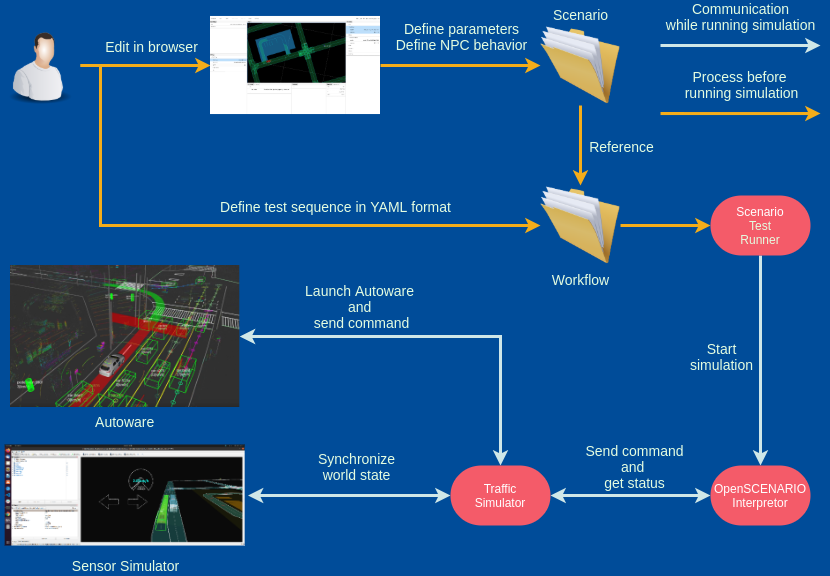 Scenario
Communication
while running simulation
Edit in browser
Define parameters
Define NPC behavior
Process before
running simulation
Reference
Define test sequence in YAML format
Scenario
Test
Runner
Workflow
Launch Autoware
and
send command
Start
simulation
Autoware
Synchronize
world state
Send command
and
get status
Traffic
Simulator
OpenSCENARIO
Interpretor
Sensor Simulator